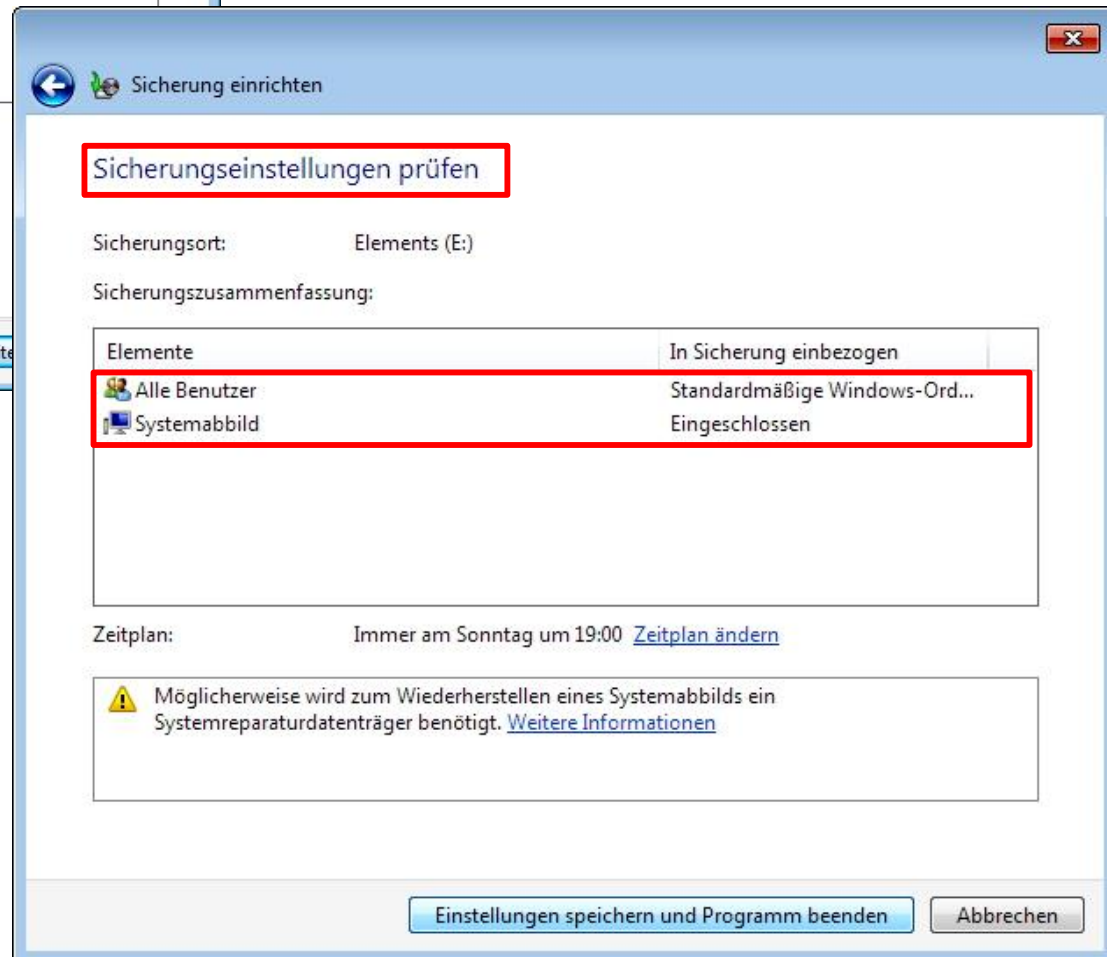 Sicherung einrichten
Sicherungseinstellungen prüfen
Sicherungsort: Elements (E:)
Sicherungszusammenfassung:
Elemente In Sicherung einbezogen
Alle Benutzer Standardmäßige Windows-Ord...
Systemabbild Eingeschlossen
Zeitplan: Immer am Sonntag um 19:00 Zeitplan ändern
Möglicherweise wird zum Wiederherstellen eines Systemabbilds ein
Systemreparaturdatenträger benötigt. Weitere Informationen
Einstellungen speichern und Programm beenden Abbrechen